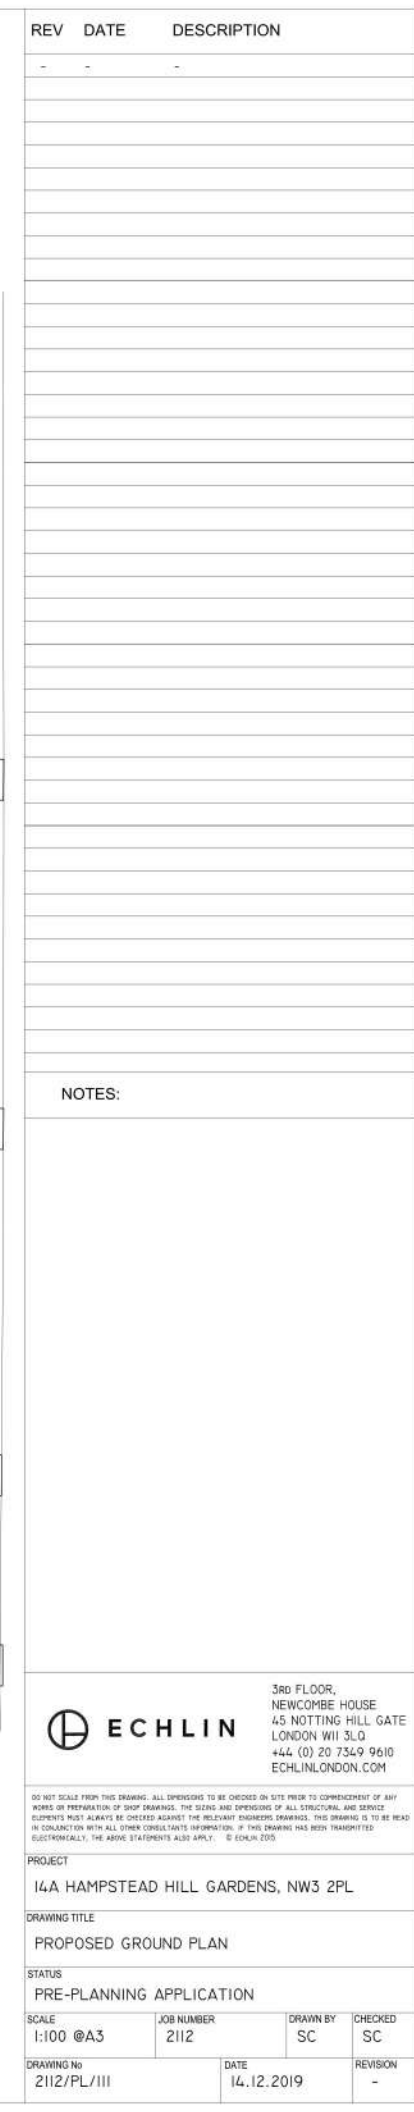 REV DATE DESCRIPTION
- - -
NOTES:
ECHLIN
3RD FLOOR,
NEWCOMBE HOUSE
45 NOTTING HILL GATE
LONDON W11 3LQ
+44 (0) 20 7349 9610
ECHLINLONDON.COM
DO NOT SCALE FROM THIS DRAWING. ALL DIMENSIONS TO BE CHECKED ON SITE PRIOR TO COMMENCEMENT OF ANY
WORKS OR PREPARATION OF SHOP DRAWINGS. THE SIZING AND DIMENSIONS OF ALL STRUCTURAL AND SERVICE
ELEMENTS MUST ALWAYS BE CHECKED AGAINST THE RELEVANT ENGINEERS DRAWINGS. THIS DRAWING IS TO BE READ
IN CONJUNCTION WITH ALL OTHER CONSULTANTS INFORMATION. IF THIS DRAWING HAS BEEN TRANSMITTED
ELECTRONICALLY, THE ABOVE STATEMENTS ALSO APPLY. © ECHLIN 2015
PROJECT
14A HAMPSTEAD HILL GARDENS, NW3 2PL
DRAWING TITLE
PROPOSED GROUND PLAN
STATUS
PRE-PLANNING APPLICATION
SCALE JOB NUMBER DRAWN BY CHECKED
1:100 @A3 2112 SC SC
DRAWING No DATE REVISION
2112/PL/111 14.12.2019 -